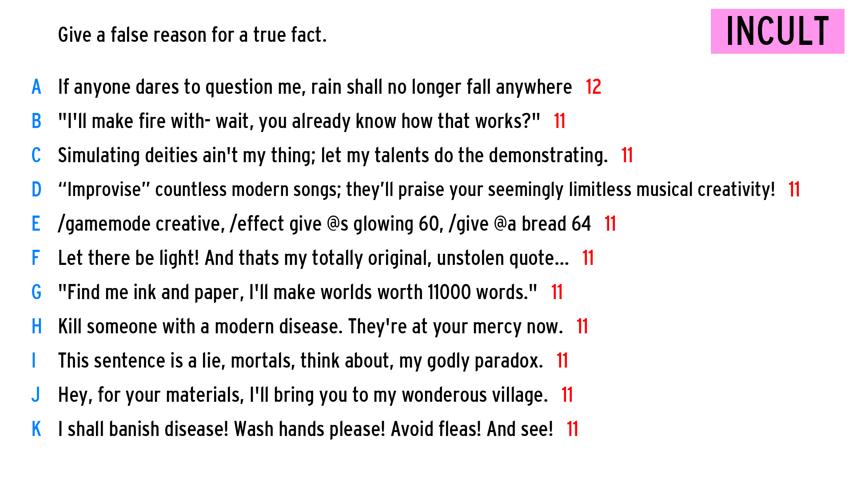 Give a false reason for a true fact.
INCULT
A If anyone dares to question me, rain shall no longer fall anywhere 12
B "I'll make fire with- wait, you already know how that works?" 11
C Simulating deities ain't my thing; let my talents do the demonstrating. 11
D “Improvise” countless modern songs; they’ll praise your seemingly limitless musical creativity! 11
E /gamemode creative, /effect give @s glowing 60, /give @a bread 64 11
F Let there be light! And thats my totally original, unstolen quote... 11
G "Find me ink and paper, I'll make worlds worth 11000 words." 11
H Kill someone with a modern disease. They're at your mercy now. 11
I This sentence is a lie, mortals, think about, my godly paradox. 11
J Hey, for your materials, I'll bring you to my wonderous village. 11
K I shall banish disease! Wash hands please! Avoid fleas! And see! 11